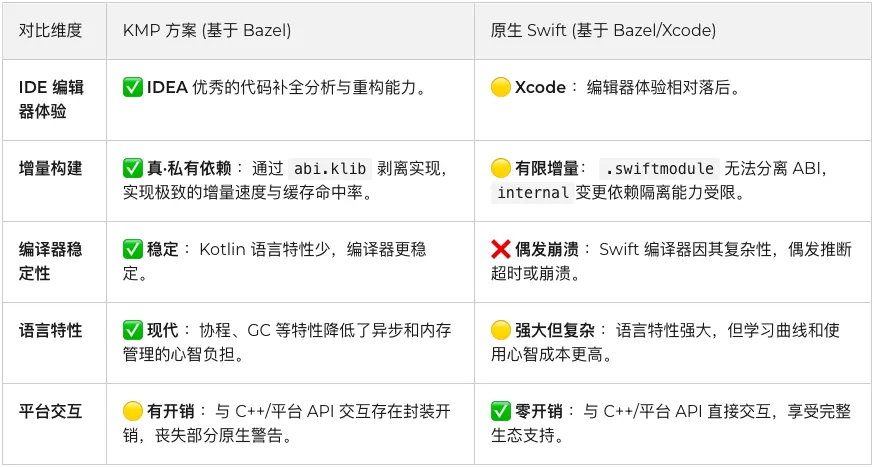 对比维度
KMP 方案 (基于 Bazel)
原生 Swift (基于 Bazel/Xcode)
IDE 编辑
器体验
✅ IDEA 优秀的代码补全分析与重构能力。
🟡 Xcode： 编辑器体验相对落后。
增量构建
✅ 真·私有依赖： 通过 abi.klib 剥离实现，
实现极致的增量速度与缓存命中率。
🟡 有限增量： .swiftmodule 无法分离 ABI，
internal 变更依赖隔离能力受限。
编译器稳
定性
✅ 稳定： Kotlin 语言特性少，编译器更稳
定。
❌ 偶发崩溃： Swift 编译器因其复杂性，偶发推断
超时或崩溃。
语言特性
✅ 现代： 协程、GC 等特性降低了异步和内存
管理的心智负担。
🟡 强大但复杂： 语言特性强大，但学习曲线和使
用心智成本更高。
平台交互
🟡 有开销： 与 C++/平台 API 交互存在封装开
销，丧失部分原生警告。
✅ 零开销： 与 C++/平台 API 直接交互，享受完整
生态支持。